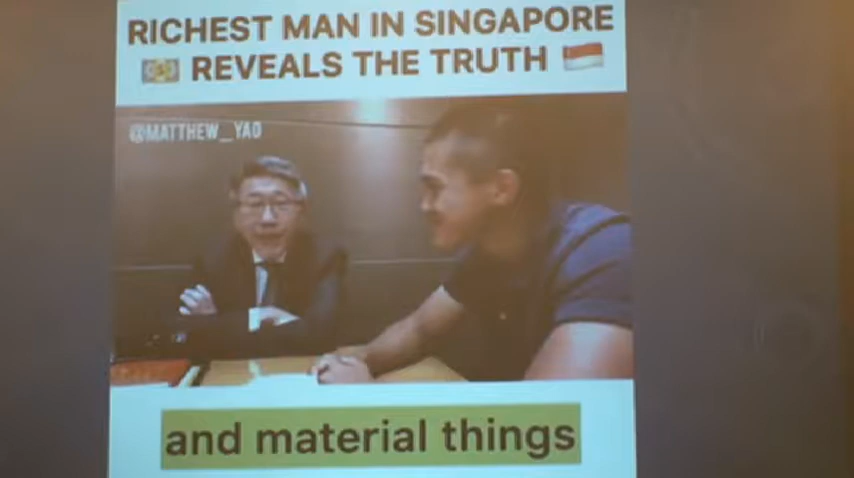 RICHEST MAN IN SINGAPORE
REVEALS THE TRUTH
@MATTHEW_YAO
and material things